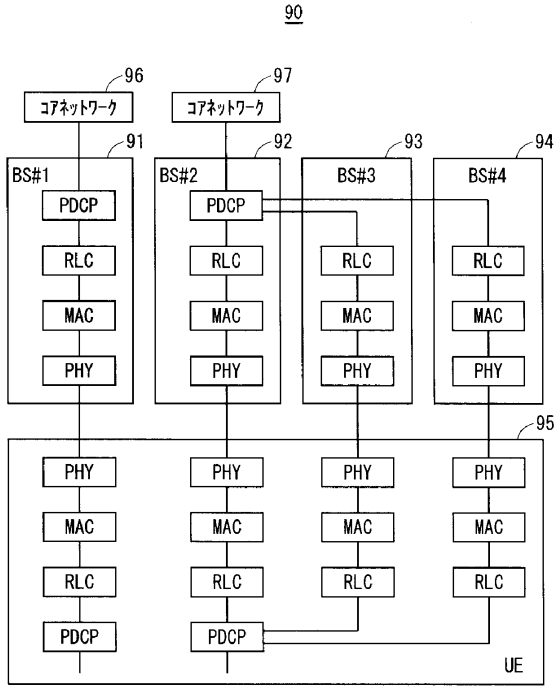 90
96
97
コアネットワーク
コアネットワーク
91
92
93
94
BS#1
BS#2
BS#3
BS#4
PDCP
PDCP
RLC
RLC
RLC
RLC
MAC
MAC
MAC
MAC
PHY
PHY
PHY
PHY
95
PHY
PHY
PHY
PHY
MAC
MAC
MAC
MAC
RLC
RLC
RLC
RLC
PDCP
PDCP
UE